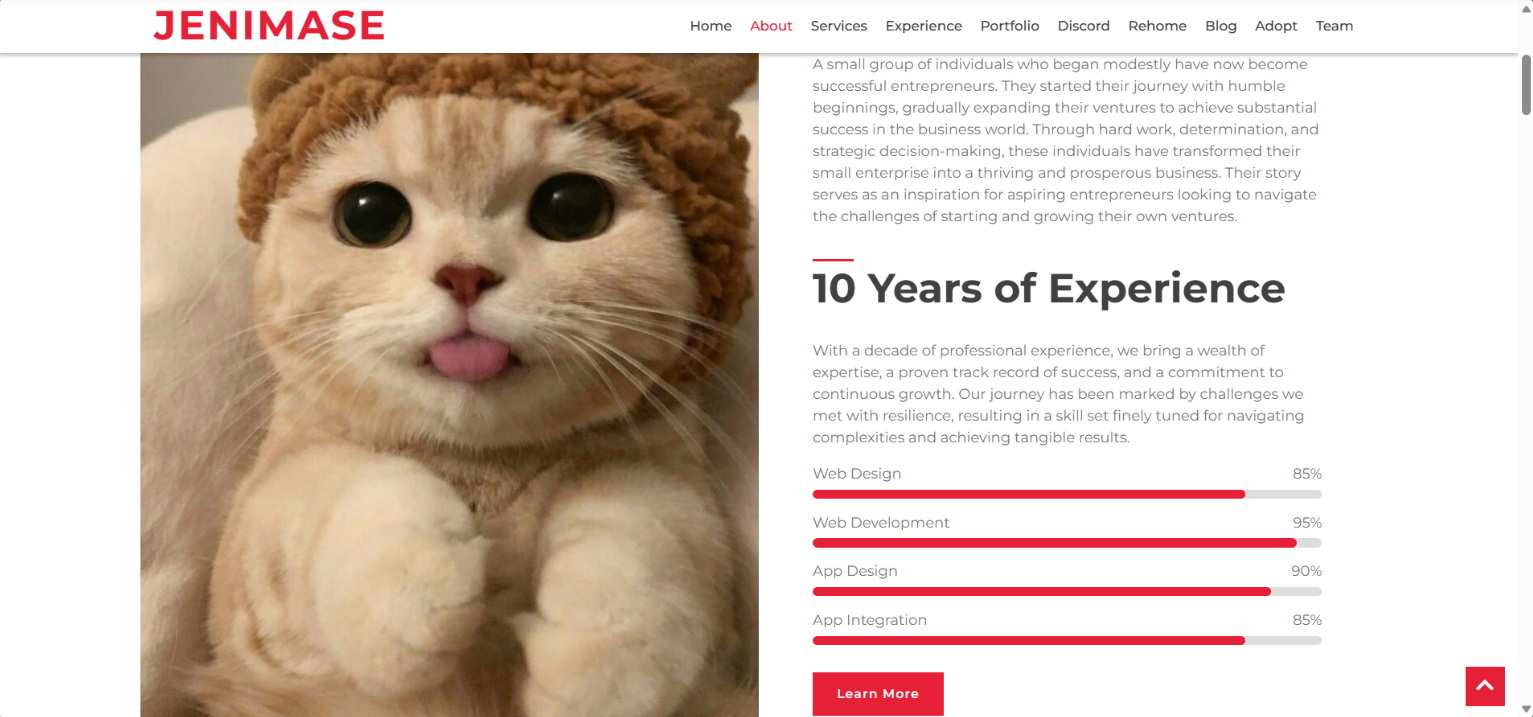 JENIMASE
Home About Services Experience Portfolio Discord Rehome Blog Adopt Team
A small group of individuals who began modestly have now become
successful entrepreneurs. They started their journey with humble
beginnings, gradually expanding their ventures to achieve substantial
success in the business world. Through hard work, determination, and
strategic decision-making, these individuals have transformed their
small enterprise into a thriving and prosperous business. Their story
serves as an inspiration for aspiring entrepreneurs looking to navigate
the challenges of starting and growing their own ventures.
10 Years of Experience
With a decade of professional experience, we bring a wealth of
expertise, a proven track record of success, and a commitment to
continuous growth. Our journey has been marked by challenges we
met with resilience, resulting in a skill set finely tuned for navigating
complexities and achieving tangible results.
Web Design 85%
Web Development 95%
App Design 90%
App Integration 85%
Learn More